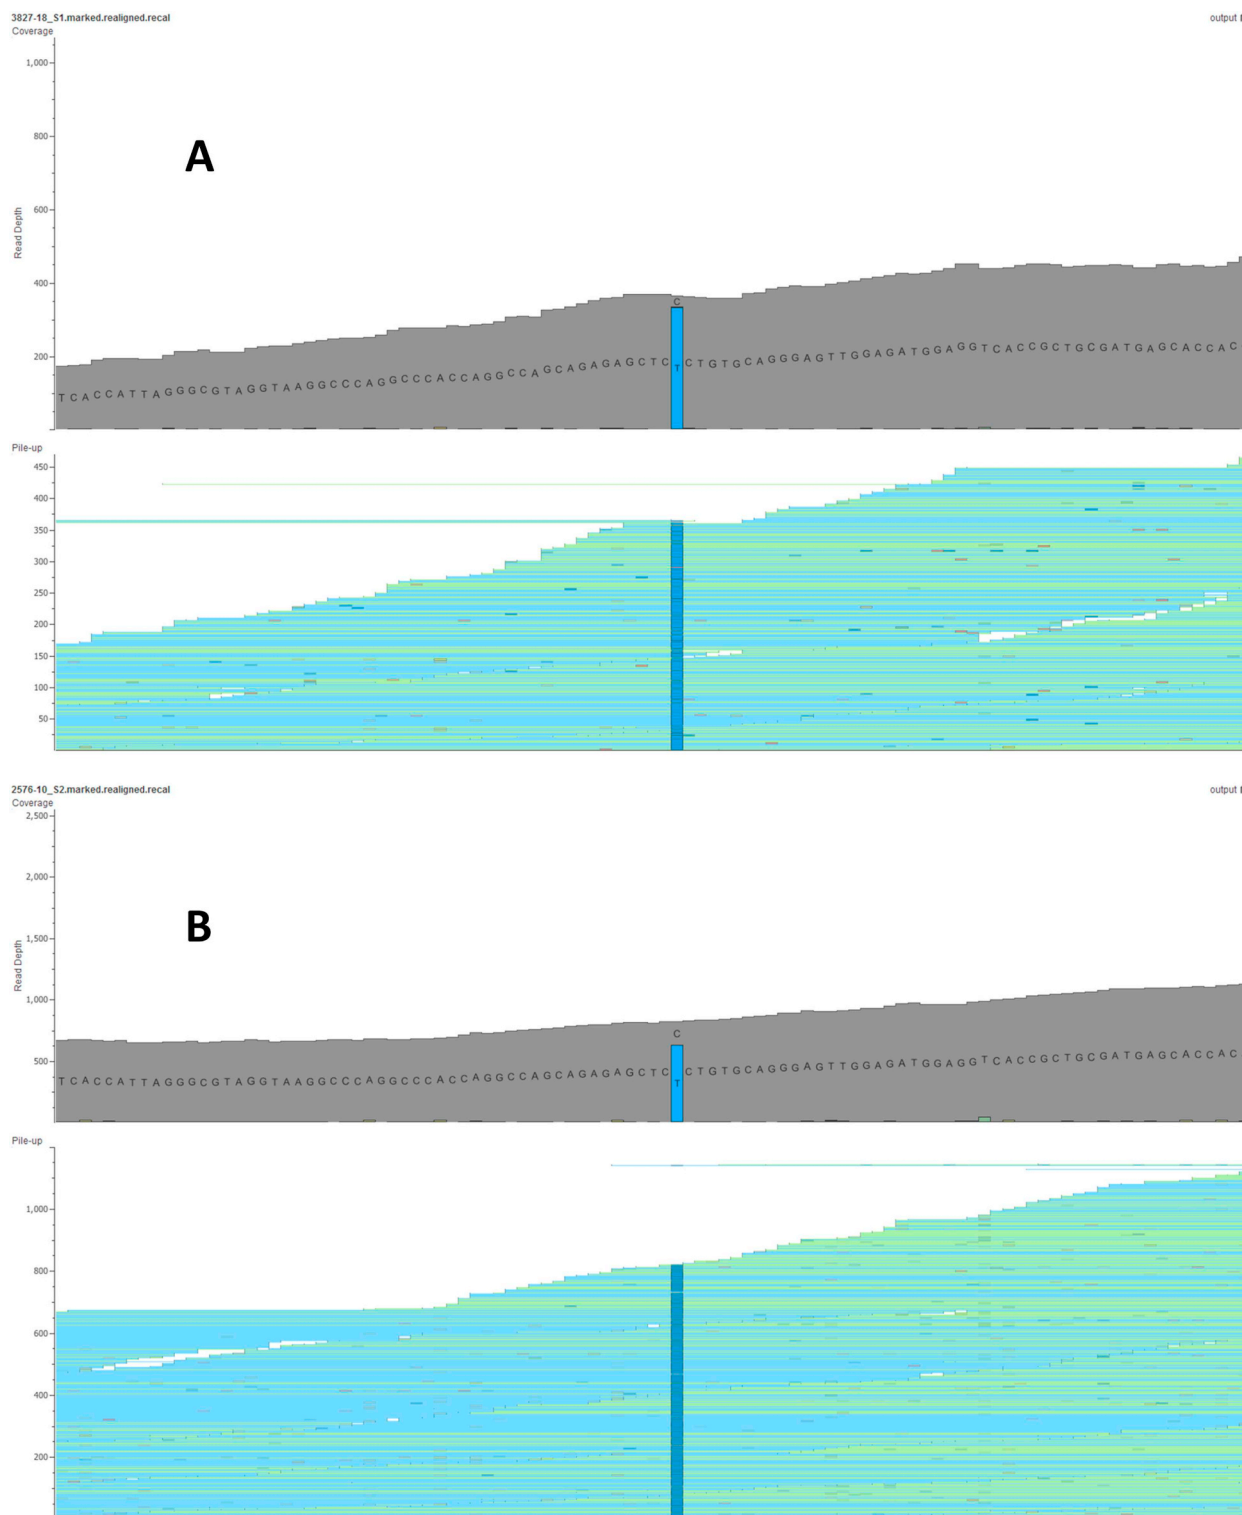 3827-18_S1.marked.realigned.recal
output
Coverage
1,000
800
A
600
Read Depth
400
C
200
TCACCATTAGGGCGTAGGTAAGGCCCAGGCCCACCAGGCCAGCAGAGAGCTC
T
CTGTGCAGGGAGTTGGAGATGGAGGTCACCGCTGCGATGAGCACCAC
Pile-up
450
400
350
300
250
200
150
100
50
2576-10_S2.marked.realigned.recal
output
Coverage
2,500
2,000
B
1,500
Read Depth
1,000
C
500
TCACCATTAGGGCGTAGGTAAGGCCCAGGCCCACCAGGCCAGCAGAGAGCTC
T
CTGTGCAGGGAGTTGGAGATGGAGGTCACCGCTGCGATGAGCACCAC
Pile-up
1,000
800
600
400
200